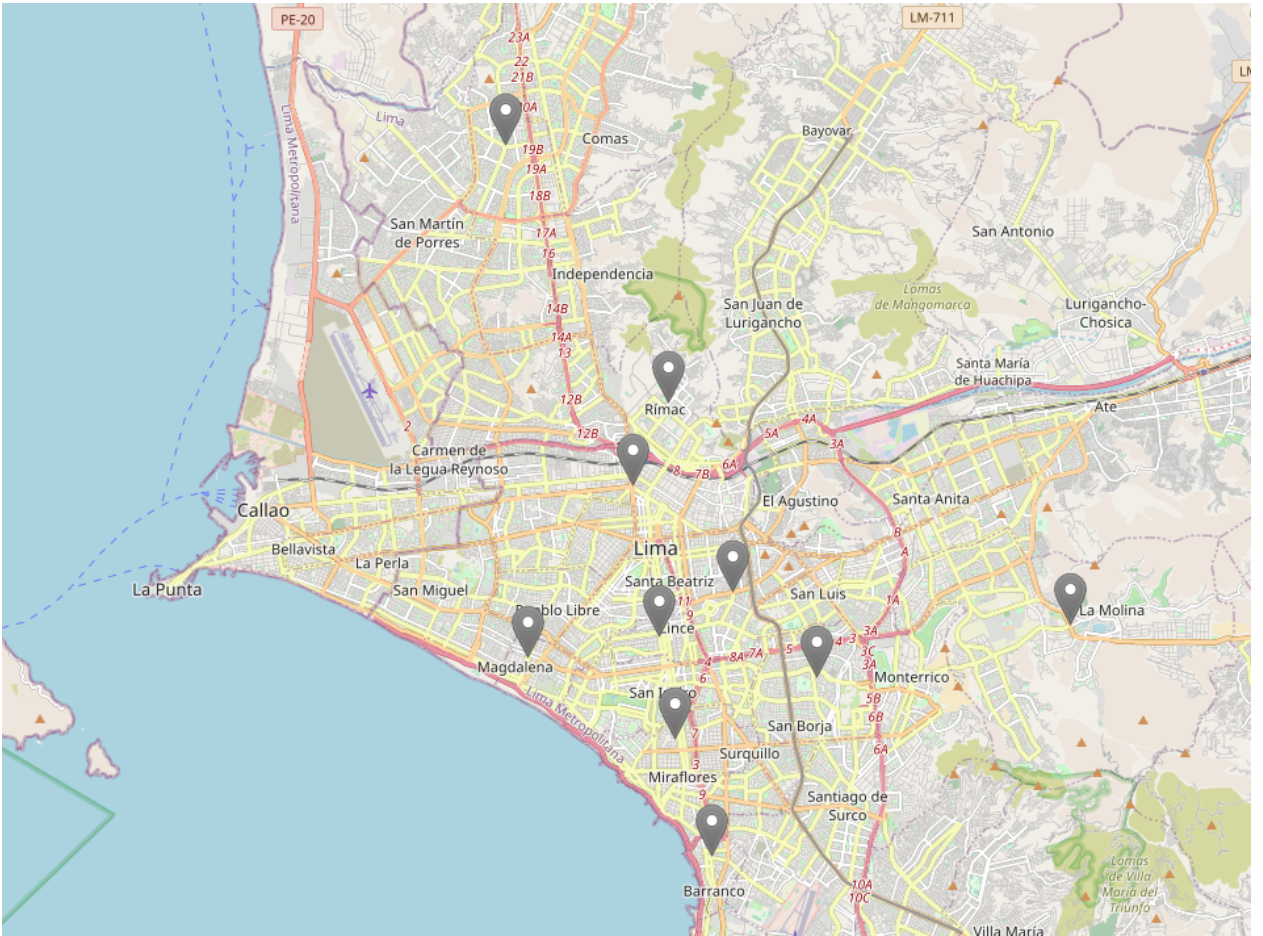 PE-20
LM-711
23A
22
21B
20A
Lima
Lima Metropolitana
Comas
Bayovar
19B
19A
18B
San Martín
de Porres
17A
16
San Antonio
Independencia
Lomas
de Mangomarca
14B
San Juan de
Lurigancho
Lurigancho-
Chosica
14A
13
Santa María
de Huachipa
12B
Rímac
Ate
2
12B
5A
4A
3A
Carmen de
la Legua Reynoso
8
7B
6A
El Agustino
Santa Anita
Callao
B
A
Bellavista
Lima
La Perla
La Punta
San Miguel
Santa Beatriz
San Luis
Pueblo Libre
11
9
1A
La Molina
Lince
3A
3C
3A
4
3
5
7A
8A
4
6
Magdalena
Monterrico
San Isidro
Lima Metropolitana
5B
6B
6A
San Borja
7
Surquillo
3
Miraflores
9
Santiago de
Surco
Lomas
de Villa
María del
Triunfo
Barranco
10A
10C
Villa María